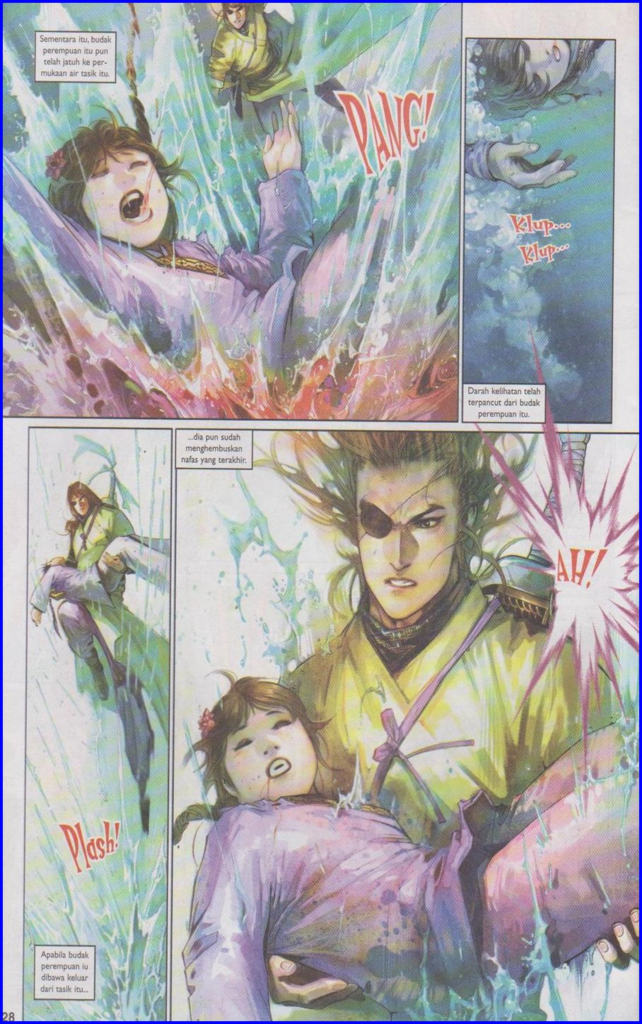 Sementara itu, budak
perempuan itu pun
telah jatuh ke per-
mukaan air tasik itu.
PANG!
Klup...
Klup...
Darah kelihatan telah
terpancut dari budak
perempuan itu.
Plash!
Apabila budak
perempuan iu
dibawa keluar
dari tasik itu...
...dia pun sudah
menghembuskan
nafas yang terakhir.
AH!
28